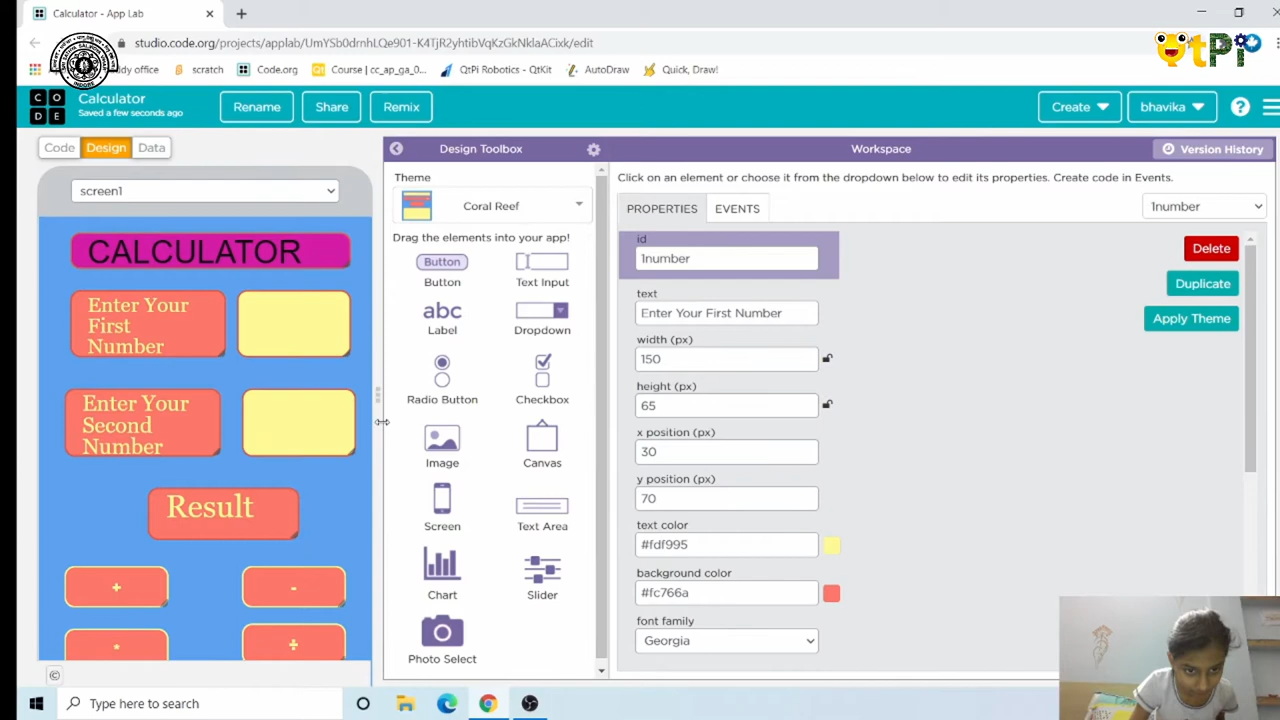 Calculator - App Lab
studio.code.org/projects/applab/UmYSb0drnhLQe901-K4TjR2yhtibVqKzGkNklaACixk/edit
QtPi
office
scratch
Code.org
Course | cc_ap_ga_0...
QtPi Robotics - QtKit
AutoDraw
Quick, Draw!
CODE
Calculator
Saved a few seconds ago
Rename
Share
Remix
Create
bhavika
Code
Design
Data
Design Toolbox
Workspace
Version History
screen1
CALCULATOR
Enter Your
First
Number
Enter Your
Second
Number
Result
+
-
*
÷
Theme
Coral Reef
Drag the elements into your app!
Button
Button
Text Input
abc
Label
Dropdown
Radio Button
Checkbox
Image
Canvas
Screen
Text Area
Chart
Slider
Photo Select
Click on an element or choose it from the dropdown below to edit its properties. Create code in Events.
PROPERTIES
EVENTS
1number
id
1number
text
Enter Your First Number
width (px)
150
height (px)
65
x position (px)
30
y position (px)
70
text color
#fdf995
background color
#fc766a
font family
Georgia
Delete
Duplicate
Apply Theme
Type here to search